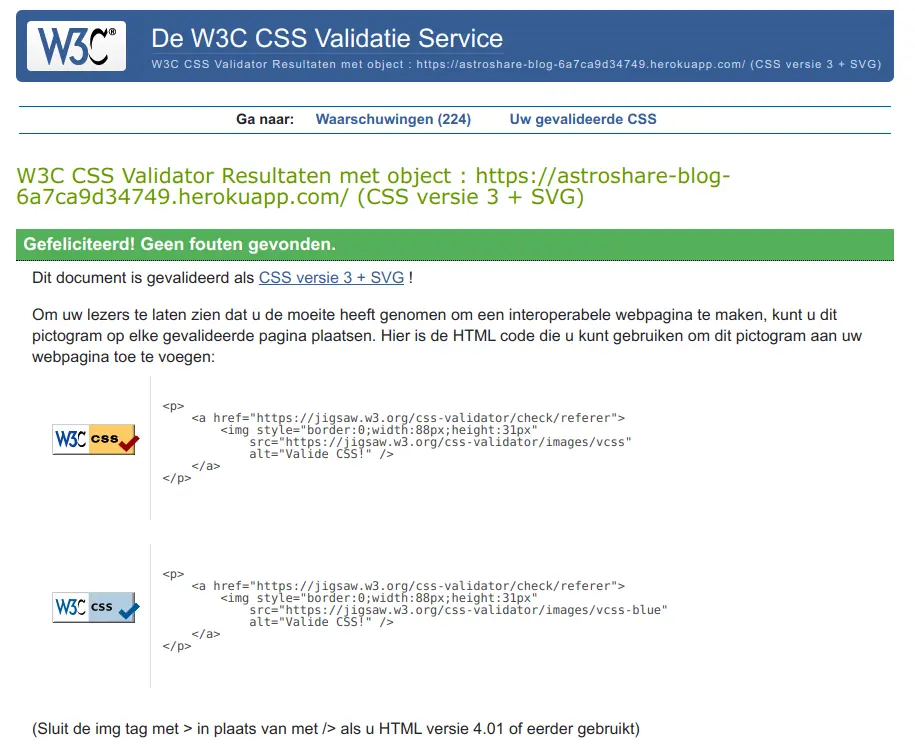 W3C®
De W3C CSS Validatie Service
W3C CSS Validator Resultaten met object : https://astroshare-blog-6a7ca9d34749.herokuapp.com/ (CSS versie 3 + SVG)
Ga naar: Waarschuwingen (224) Uw gevalideerde CSS
W3C CSS Validator Resultaten met object : https://astroshare-blog-
6a7ca9d34749.herokuapp.com/ (CSS versie 3 + SVG)
Gefeliciteerd! Geen fouten gevonden.
Dit document is gevalideerd als CSS versie 3 + SVG !
Om uw lezers te laten zien dat u de moeite heeft genomen om een interoperabele webpagina te maken, kunt u dit
pictogram op elke gevalideerde pagina plaatsen. Hier is de HTML code die u kunt gebruiken om dit pictogram aan uw
webpagina toe te voegen:
W3C css
<p>
<a href="https://jigsaw.w3.org/css-validator/check/referer">
<img style="border:0;width:88px;height:31px"
src="https://jigsaw.w3.org/css-validator/images/vcss"
alt="Valide CSS!" />
</a>
</p>
W3C css
<p>
<a href="https://jigsaw.w3.org/css-validator/check/referer">
<img style="border:0;width:88px;height:31px"
src="https://jigsaw.w3.org/css-validator/images/vcss-blue"
alt="Valide CSS!" />
</a>
</p>
(Sluit de img tag met > in plaats van met /> als u HTML versie 4.01 of eerder gebruikt)